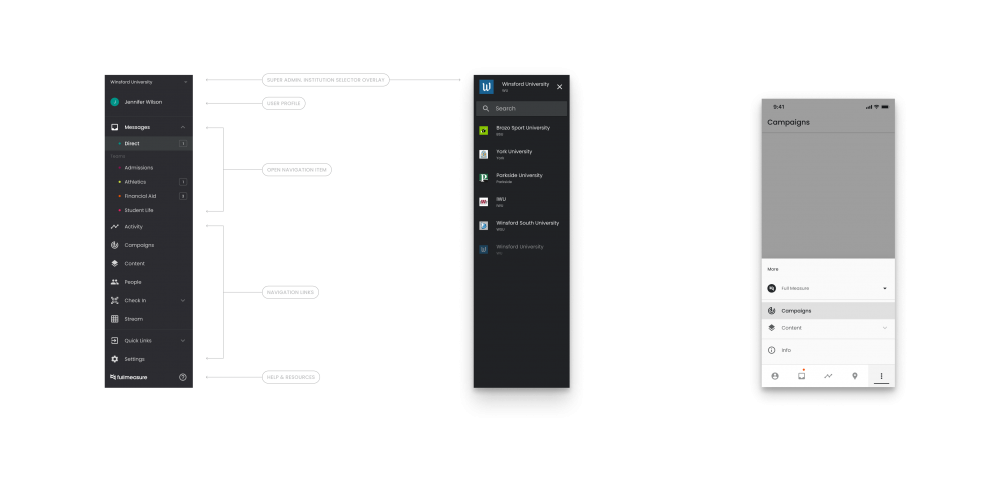 Winsford University
Jennifer Wilson
Messages
Direct
1
Admissions
Athletics
1
Financial Aid
Student Life
Activity
Campaigns
Content
People
Check In
Stream
Quick Links
Settings
fullmeasure
SUPER ADMIN: INSTITUTION SELECTOR OVERLAY
USER PROFILE
OPEN NAVIGATION ITEM
NAVIGATION LINKS
HELP & RESOURCES
Winsford University
WU
Search
Brazo Sport University
BSU
York University
YUN
Parkside University
Parkside
IWU
IWU
Winsford South University
WSU
Winsford University
WU
9:41
Campaigns
More
Full Measure
Campaigns
Content
Info